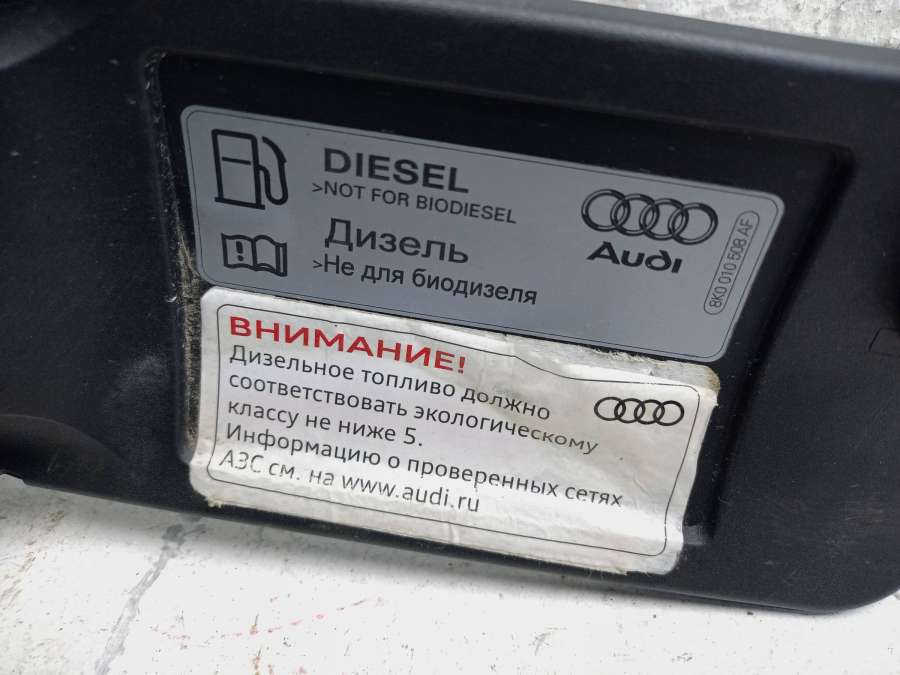 DIESEL
>NOT FOR BIODIESEL
Дизель
>Не для биодизеля
Audi
8K0 010 508 AF
ВНИМАНИЕ!
Дизельное топливо должно
соответствовать экологическому
классу не ниже 5.
Информацию о проверенных сетях
АЗС см. на www.audi.ru